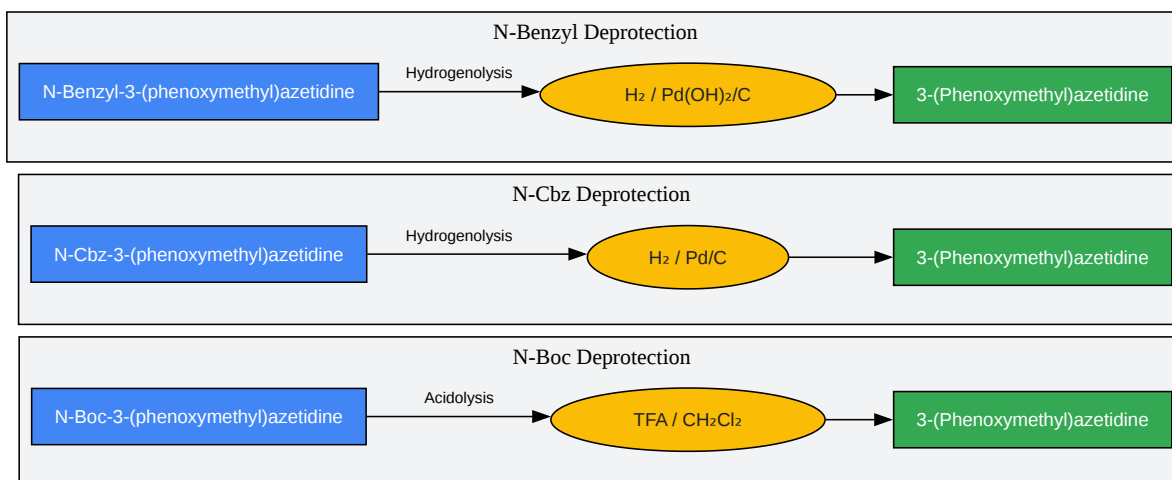 N-Benzyl Deprotection
N-Benzyl-3-(phenoxymethyl)azetidine
Hydrogenolysis
H₂ / Pd(OH)₂/C
3-(Phenoxymethyl)azetidine
N-Cbz Deprotection
N-Cbz-3-(phenoxymethyl)azetidine
Hydrogenolysis
H₂ / Pd/C
3-(Phenoxymethyl)azetidine
N-Boc Deprotection
N-Boc-3-(phenoxymethyl)azetidine
Acidolysis
TFA / CH₂Cl₂
3-(Phenoxymethyl)azetidine